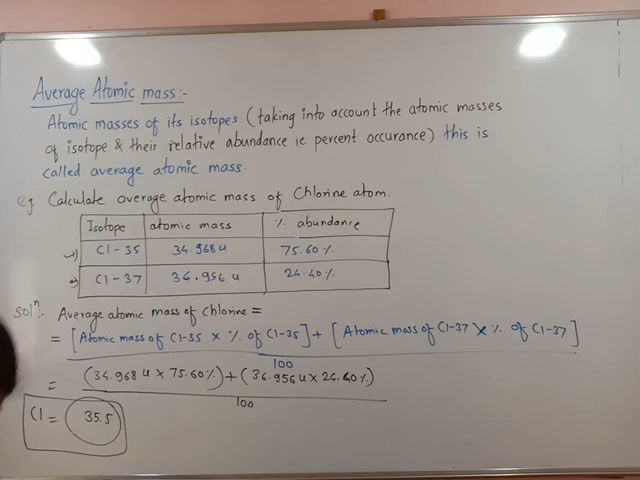 Average Atomic mass:-
Atomic masses of its isotopes (taking into account the atomic masses
of isotope & their relative abundance ie. percent occurance) this is
called average atomic mass.
eg Calculate average atomic mass of Chlorine atom.
Isotope atomic mass % abundance
1) Cl-35 34.968u 75.60%
2) Cl-37 36.956 u 24.40%
Solⁿ:- Average atomic mass of chlorine =
= [Atomic mass of Cl-35 x % of Cl-35] + [Atomic mass of Cl-37 x % of Cl-37]
100
= (34.968 u x 75.60%) + (36.956 u x 24.40%)
100
Cl = 35.5